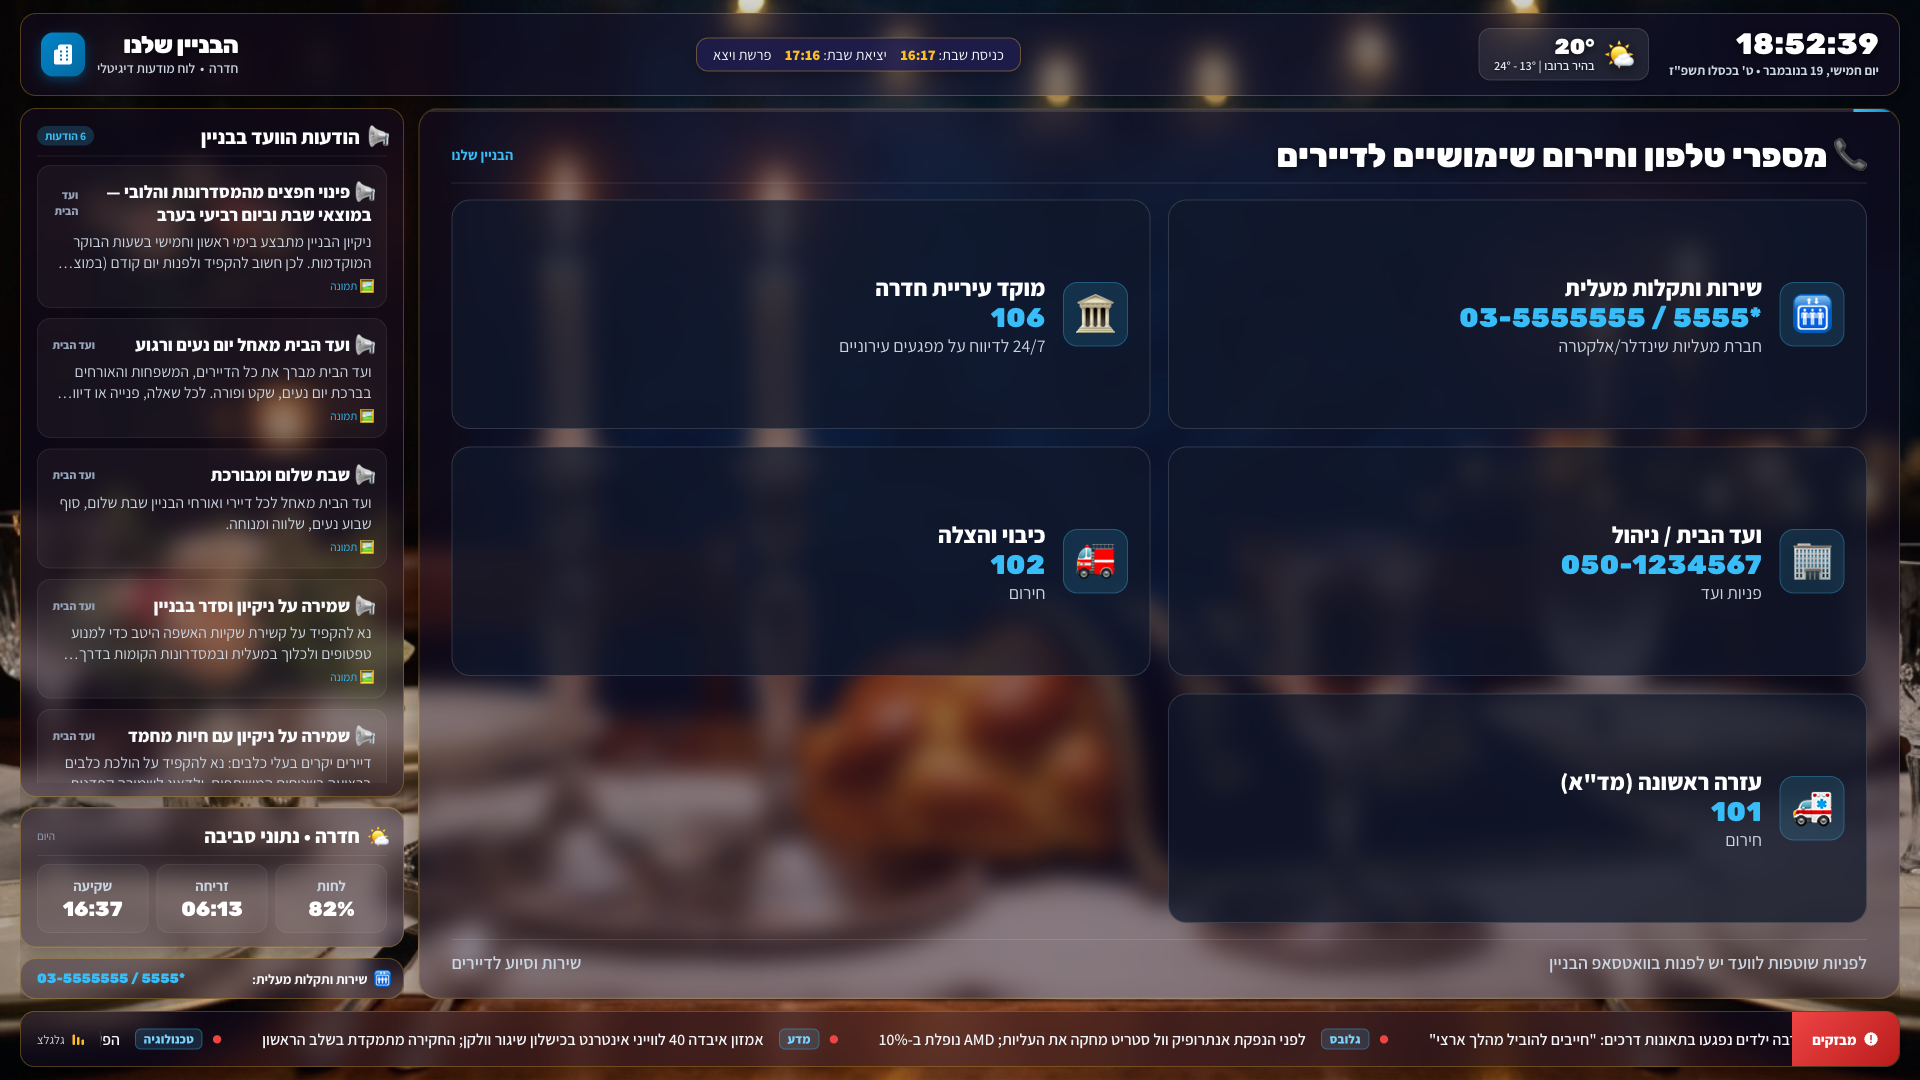 18:52:39
יום חמישי, 19 בנובמבר • ט' בכסלו תשפ"ז
20°
בהיר ברובו | 13° - 24°
כניסת שבת: 16:17 יציאת שבת: 17:16 פרשת ויצא
הבניין שלנו
חדרה • לוח מודעות דיגיטלי
📞 מספרי טלפון וחירום שימושיים לדיירים
הבניין שלנו
שירות ותקלות מעלית
03-5555555 / 5555*
חברת מעליות שינדלר/אלקטרה
מוקד עיריית חדרה
106
24/7 לדיווח על מפגעים עירוניים
ועד הבית / ניהול
050-1234567
פניות ועד
כיבוי והצלה
102
חירום
עזרה ראשונה (מד"א)
101
חירום
לפניות שוטפות לוועד יש לפנות בוואטסאפ הבניין
שירות וסיוע לדיירים
הודעות הוועד בבניין
6 הודעות
פינוי חפצים מהמסדרונות והלובי –
במוצאי שבת וביום רביעי בערב
ועד
הבית
ניקיון הבניין מתבצע בימי ראשון וחמישי בשעות הבוקר
המוקדמות. לכן חשוב להקפיד ולפנות יום קודם (במוצ...
תמונה
ועד הבית מאחל יום נעים ורגוע
ועד הבית
ועד הבית מברך את כל הדיירים, המשפחות והאורחים
בברכת יום נעים, שקט ופורה. לכל שאלה, פנייה או דיוו...
תמונה
שבת שלום ומבורכת
ועד הבית
ועד הבית מאחל לכל דיירי ואורחי הבניין שבת שלום, סוף
שבוע נעים, שלווה ומנוחה.
תמונה
שמירה על ניקיון וסדר בבניין
ועד הבית
נא להקפיד על קשירת שקיות האשפה היטב כדי למנוע
טפטופים ולכלוך במעלית ובמסדרונות הקומות בדרך...
תמונה
שמירה על ניקיון עם חיות מחמד
ועד הבית
דיירים יקרים בעלי כלבים: נא להקפיד על הולכת כלבים
חדרה • נתוני סביבה
היום
לחות
82%
זריחה
06:13
שקיעה
16:37
שירות ותקלות מעלית:
03-5555555 / 5555*
מבזקים
רבה ילדים נפגעו בתאונות דרכים: "חייבים להוביל מהלך ארצי"
גלובס
לפני הנפקת אנתרופיק וול סטריט מחקה את העליות; AMD נופלת ב-10%
מדע
אמזון איבדה 40 לווייני אינטרנט בכישלון שיגור וולקן; החקירה מתמקדת בשלב הראשון
טכנולוגיה
גלגלצ